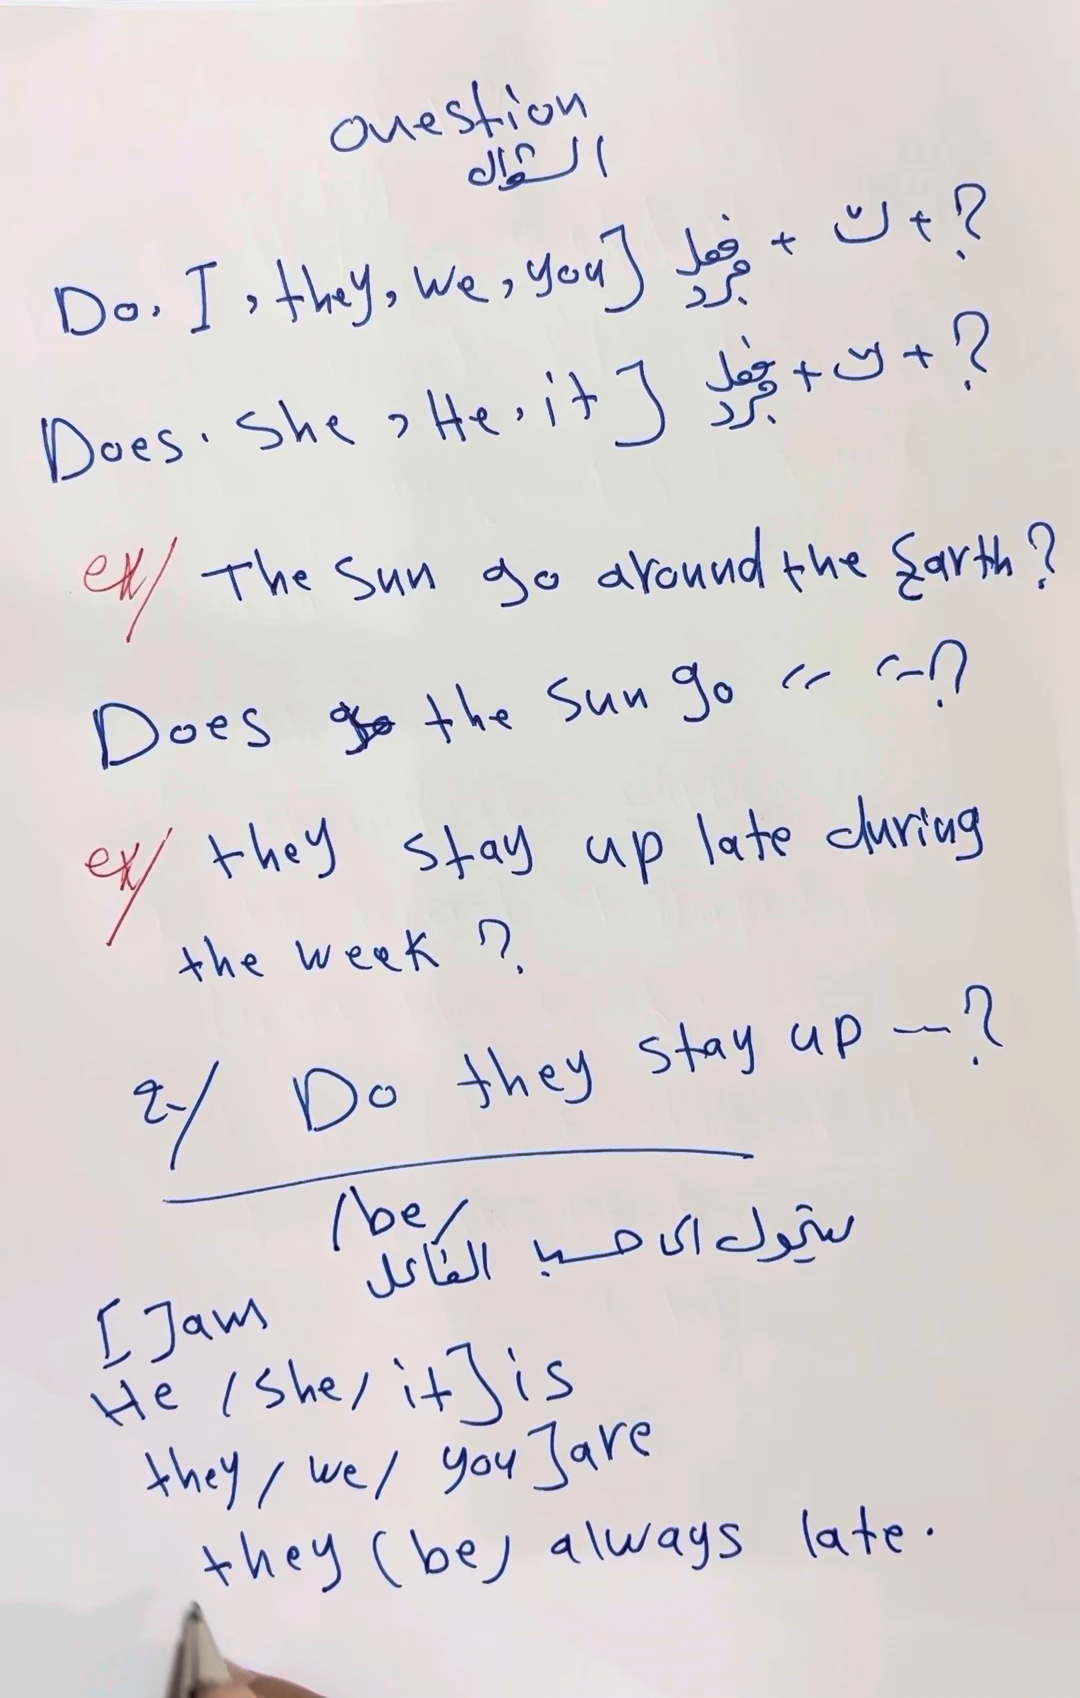 Question
السؤال
Do. I, they, we, you] فعل مجرد + ت + ?
Does. She, He, it] فعل مجرد + ت + ?
ex/ The Sun go around the Earth?
Does the Sun go 〃 〃 ?
ex/ they stay up late during
the week ?
2-/ Do they stay up —?
/be/
ستحول الى حسب الفاعل
[I] am
He / She / it] is
they / we / you] are
they (be) always late.